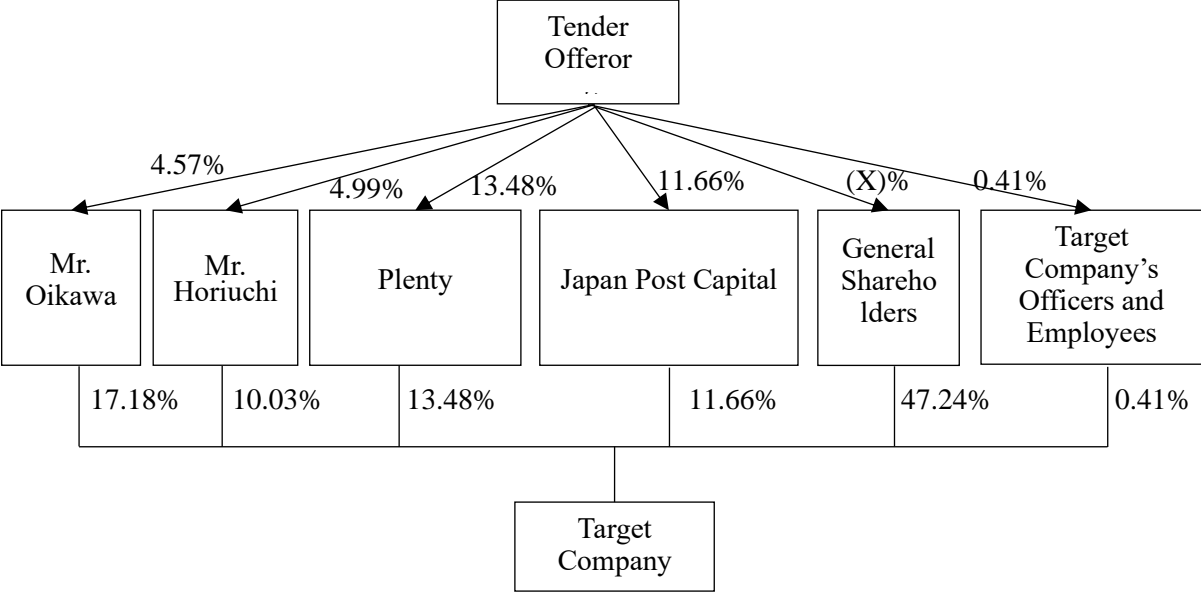 Tender
Offeror
4.57%
4.99%
13.48%
11.66%
(X)%
0.41%
Mr.
Oikawa
Mr.
Horiuchi
Plenty
Japan Post Capital
General
Shareho
lders
Target
Company’s
Officers and
Employees
17.18%
10.03%
13.48%
11.66%
47.24%
0.41%
Target
Company